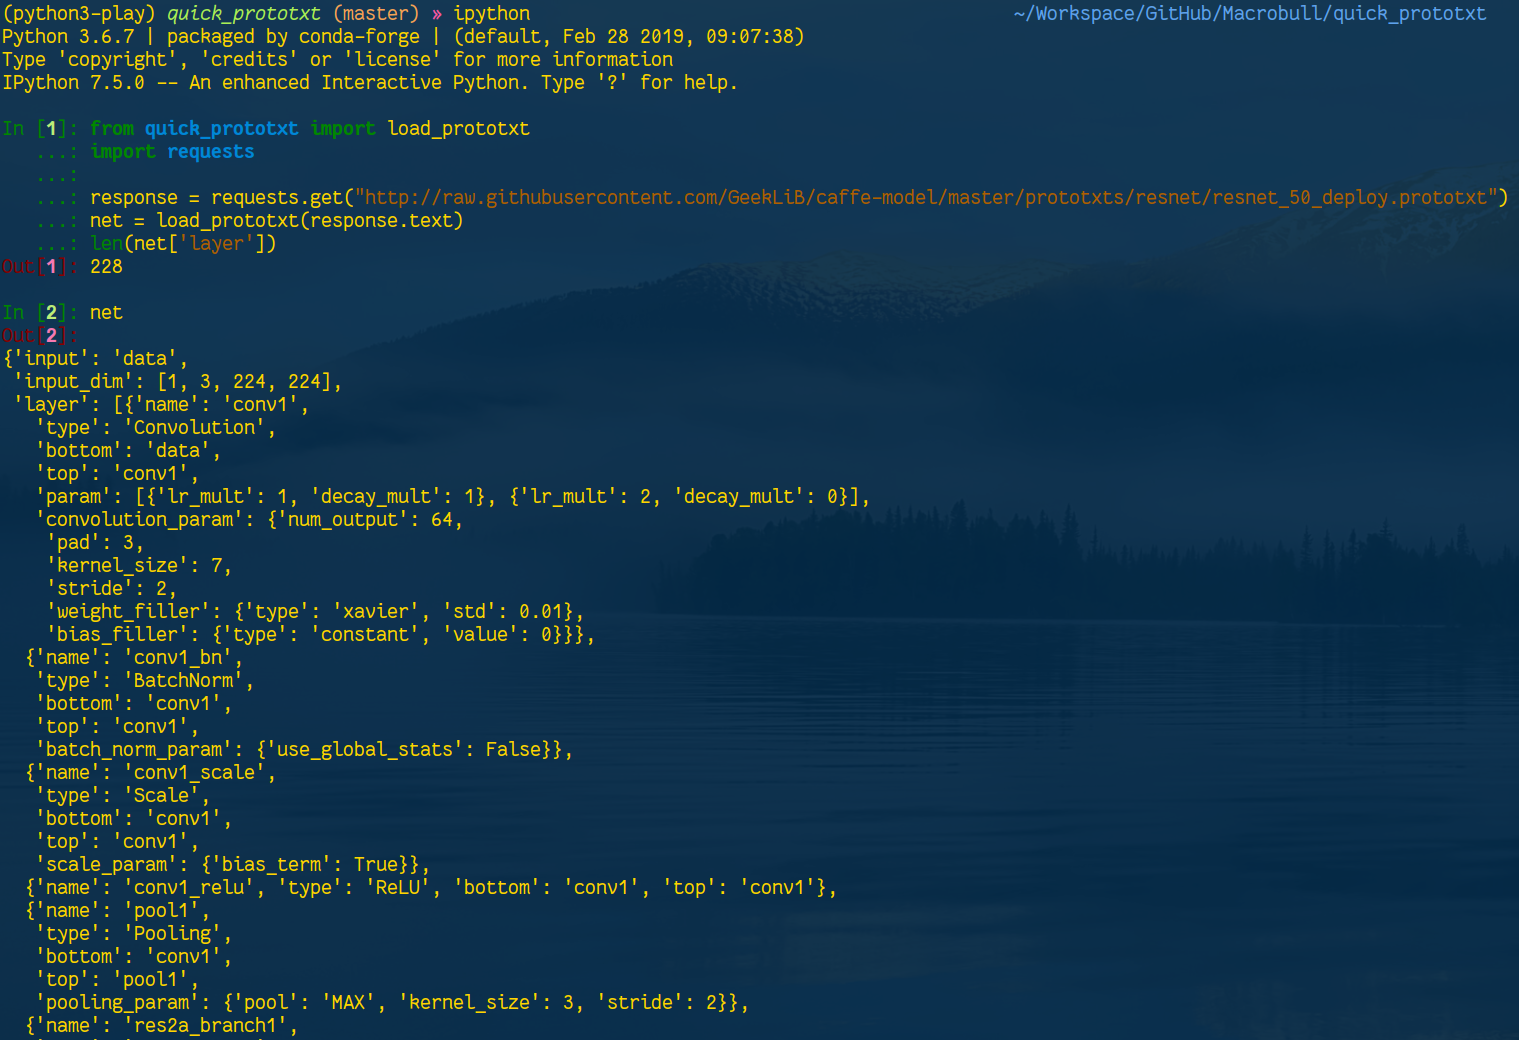 (python3-play) quick_prototxt (master) » ipython ~/Workspace/GitHub/Macrobull/quick_prototxt
Python 3.6.7 | packaged by conda-forge | (default, Feb 28 2019, 09:07:38)
Type 'copyright', 'credits' or 'license' for more information
IPython 7.5.0 -- An enhanced Interactive Python. Type '?' for help.
In [1]: from quick_prototxt import load_prototxt
...: import requests
...:
...: response = requests.get("http://raw.githubusercontent.com/GeekLiB/caffe-model/master/prototxts/resnet/resnet_50_deploy.prototxt")
...: net = load_prototxt(response.text)
...: len(net['layer'])
Out[1]: 228
In [2]: net
Out[2]:
{'input': 'data',
'input_dim': [1, 3, 224, 224],
'layer': [{'name': 'conv1',
'type': 'Convolution',
'bottom': 'data',
'top': 'conv1',
'param': [{'lr_mult': 1, 'decay_mult': 1}, {'lr_mult': 2, 'decay_mult': 0}],
'convolution_param': {'num_output': 64,
'pad': 3,
'kernel_size': 7,
'stride': 2,
'weight_filler': {'type': 'xavier', 'std': 0.01},
'bias_filler': {'type': 'constant', 'value': 0}}},
{'name': 'conv1_bn',
'type': 'BatchNorm',
'bottom': 'conv1',
'top': 'conv1',
'batch_norm_param': {'use_global_stats': False}},
{'name': 'conv1_scale',
'type': 'Scale',
'bottom': 'conv1',
'top': 'conv1',
'scale_param': {'bias_term': True}},
{'name': 'conv1_relu', 'type': 'ReLU', 'bottom': 'conv1', 'top': 'conv1'},
{'name': 'pool1',
'type': 'Pooling',
'bottom': 'conv1',
'top': 'pool1',
'pooling_param': {'pool': 'MAX', 'kernel_size': 3, 'stride': 2}},
{'name': 'res2a_branch1',